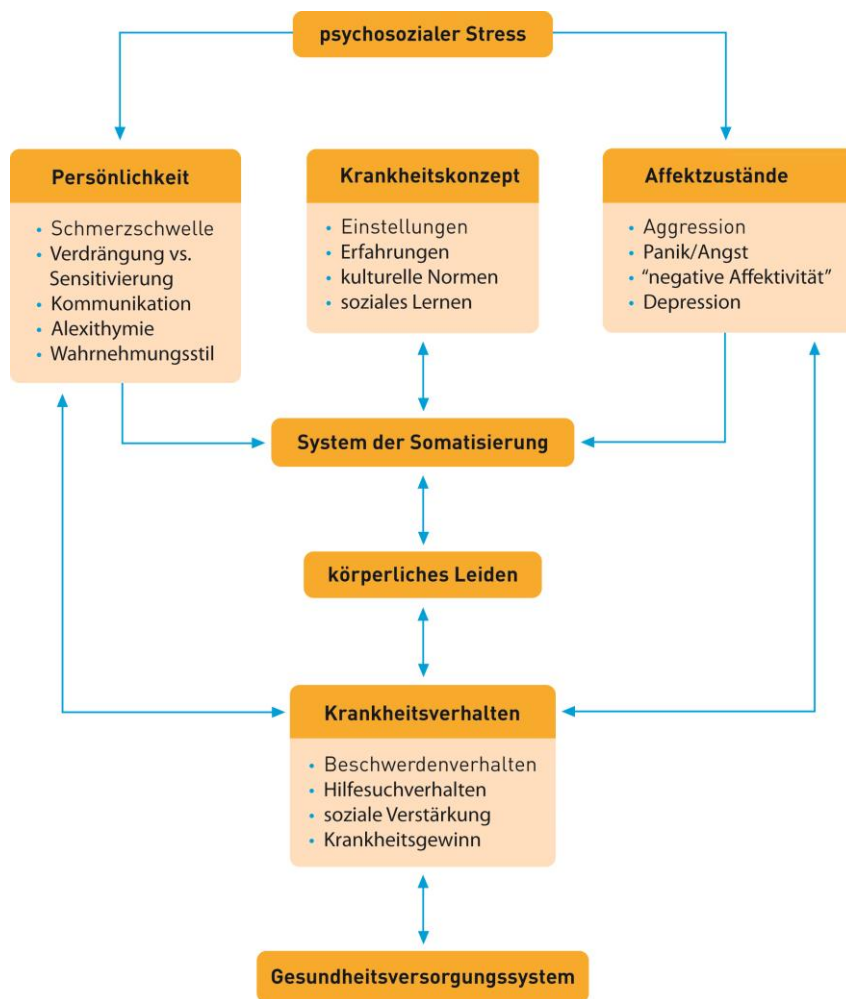 psychosozialer Stress
Persönlichkeit
• Schmerzschwelle
• Verdrängung vs.
Sensitivierung
• Kommunikation
• Alexithymie
• Wahrnehmungsstil
Krankheitskonzept
• Einstellungen
• Erfahrungen
• kulturelle Normen
• soziales Lernen
Affektzustände
• Aggression
• Panik/Angst
• “negative Affektivität”
• Depression
System der Somatisierung
körperliches Leiden
Krankheitsverhalten
• Beschwerdenverhalten
• Hilfesuchverhalten
• soziale Verstärkung
• Krankheitsgewinn
Gesundheitsversorgungssystem